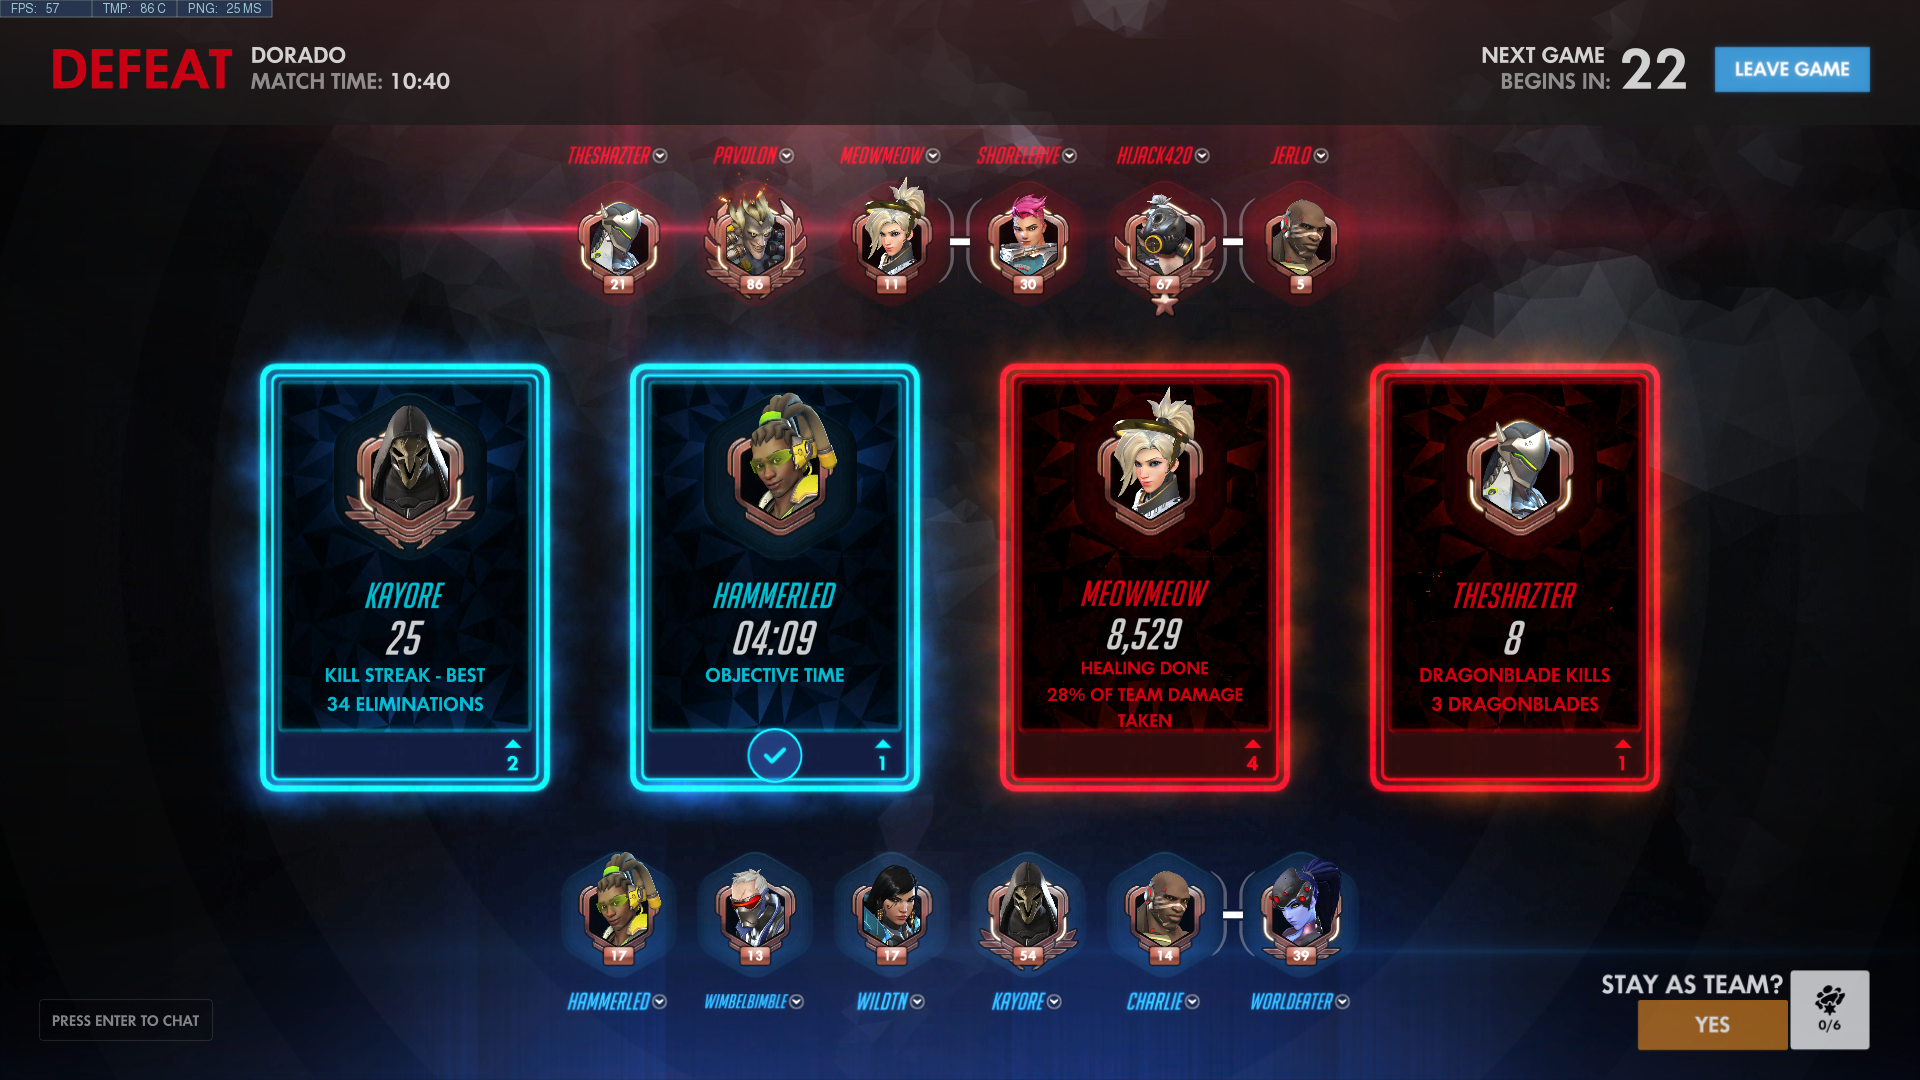 FPS: 57 TMP: 86 C PNG: 25 MS
DEFEAT
DORADO
MATCH TIME: 10:40
NEXT GAME
BEGINS IN:
22
LEAVE GAME
THESHAZTER PAVULON MEOWMEOW SHORELEAVE HIJACK420 JERLO
21 86 11 30 67 5
KAYORE
25
KILL STREAK - BEST
34 ELIMINATIONS
2
HAMMERLED
04:09
OBJECTIVE TIME
1
MEOWMEOW
8,529
HEALING DONE
28% OF TEAM DAMAGE
TAKEN
4
THESHAZTER
8
DRAGONBLADE KILLS
3 DRAGONBLADES
1
17 13 17 54 14 39
HAMMERLED WIMBELBIMBLE WILDTN KAYORE CHARLIE WORLDEATER
PRESS ENTER TO CHAT
STAY AS TEAM?
YES
0/6